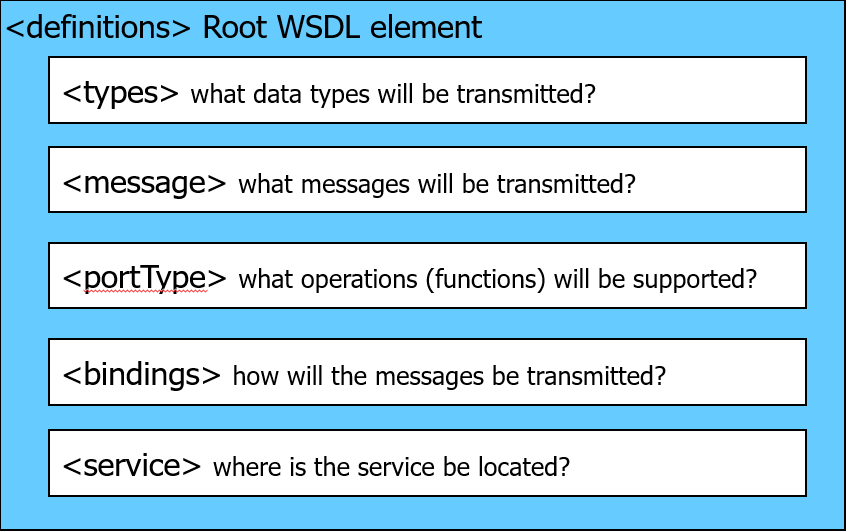 <definitions> Root WSDL element
<types> what data types will be transmitted?
<message> what messages will be transmitted?
<portType> what operations (functions) will be supported?
<bindings> how will the messages be transmitted?
<service> where is the service be located?